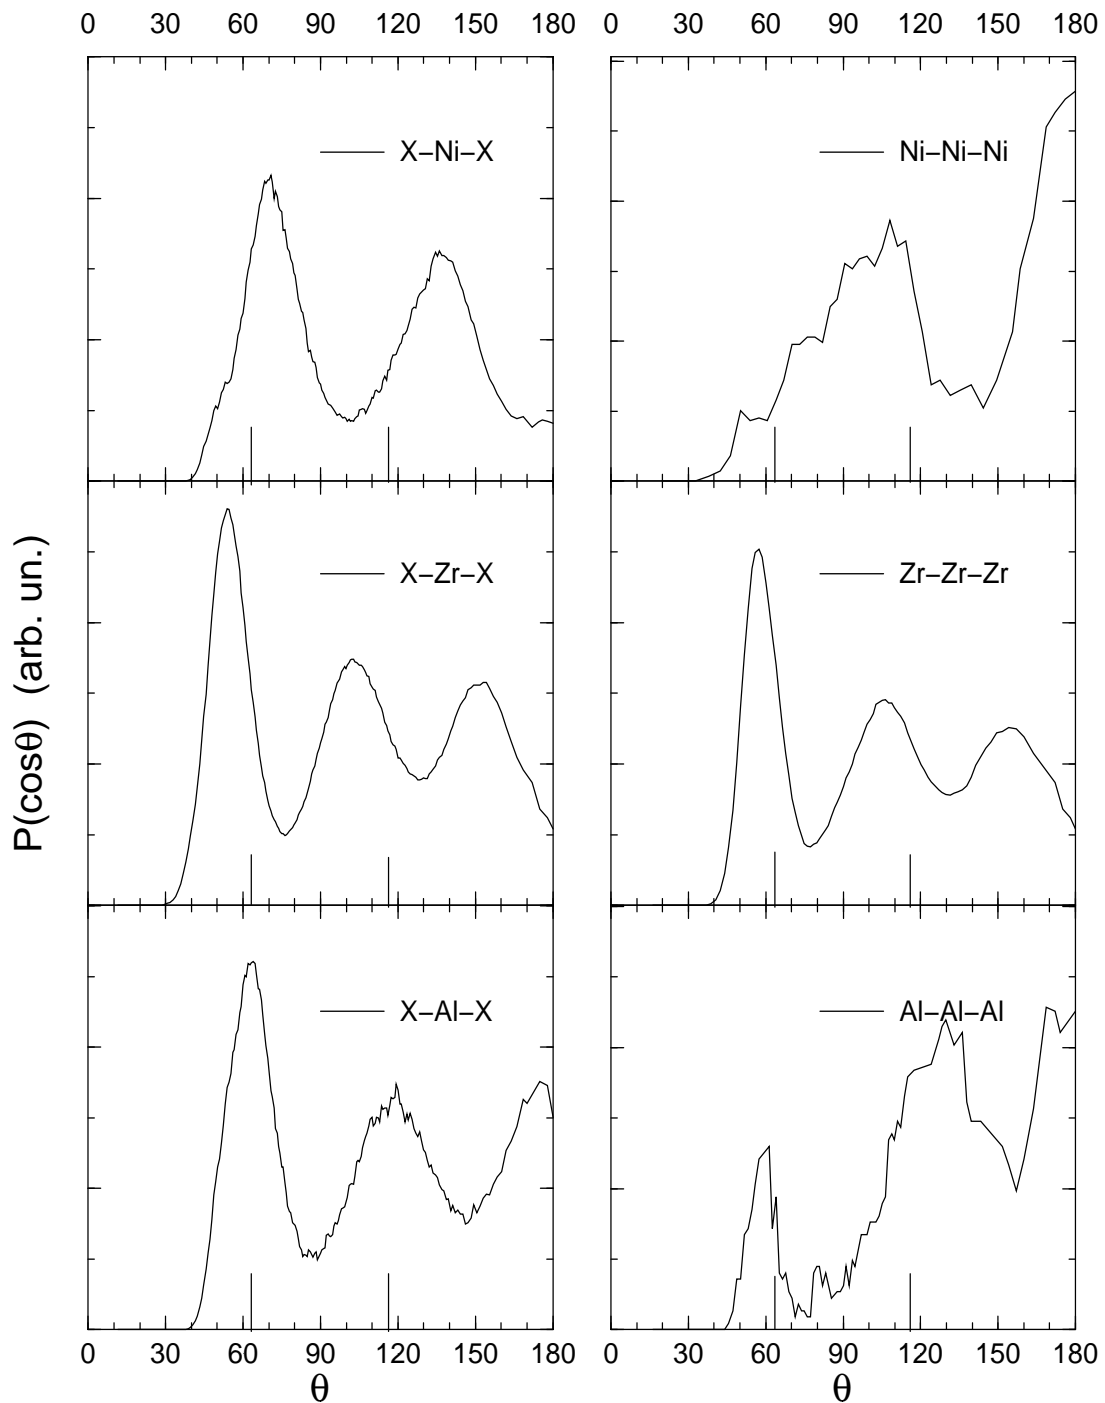 0 30 60 90 120 150 180 0 30 60 90 120 150 180
X–Ni–X
Ni–Ni–Ni
P(cosθ) (arb. un.)
X–Zr–X
Zr–Zr–Zr
X–Al–X
Al–Al–Al
0 30 60 90 120 150 180 0 30 60 90 120 150 180
θ θ